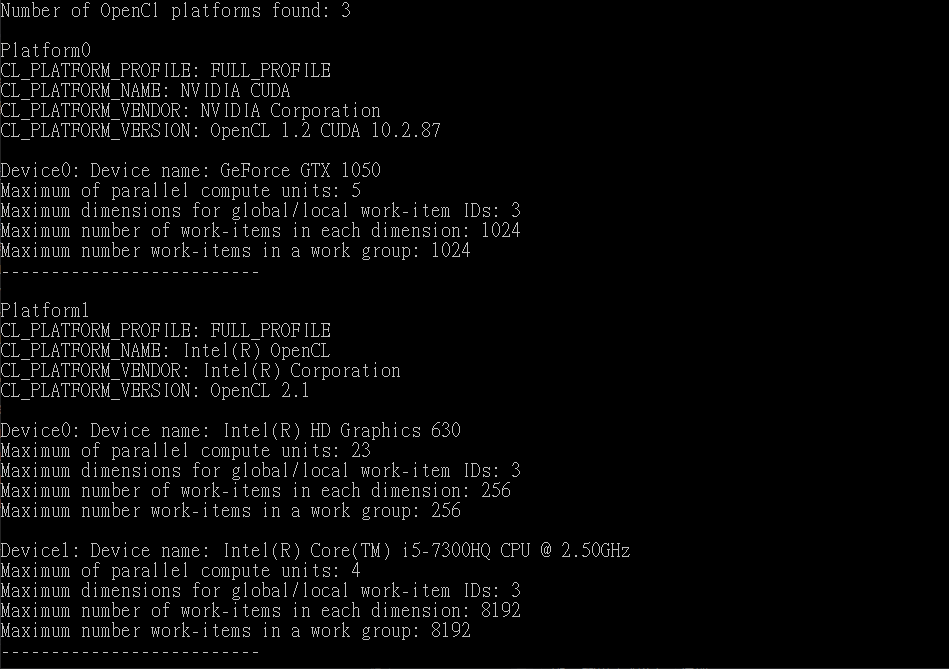 Number of OpenCl platforms found: 3
Platform0
CL_PLATFORM_PROFILE: FULL_PROFILE
CL_PLATFORM_NAME: NVIDIA CUDA
CL_PLATFORM_VENDOR: NVIDIA Corporation
CL_PLATFORM_VERSION: OpenCL 1.2 CUDA 10.2.87
Device0: Device name: GeForce GTX 1050
Maximum of parallel compute units: 5
Maximum dimensions for global/local work-item IDs: 3
Maximum number of work-items in each dimension: 1024
Maximum number work-items in a work group: 1024
--------------------------
Platform1
CL_PLATFORM_PROFILE: FULL_PROFILE
CL_PLATFORM_NAME: Intel(R) OpenCL
CL_PLATFORM_VENDOR: Intel(R) Corporation
CL_PLATFORM_VERSION: OpenCL 2.1
Device0: Device name: Intel(R) HD Graphics 630
Maximum of parallel compute units: 23
Maximum dimensions for global/local work-item IDs: 3
Maximum number of work-items in each dimension: 256
Maximum number work-items in a work group: 256
Device1: Device name: Intel(R) Core(TM) i5-7300HQ CPU @ 2.50GHz
Maximum of parallel compute units: 4
Maximum dimensions for global/local work-item IDs: 3
Maximum number of work-items in each dimension: 8192
Maximum number work-items in a work group: 8192
--------------------------